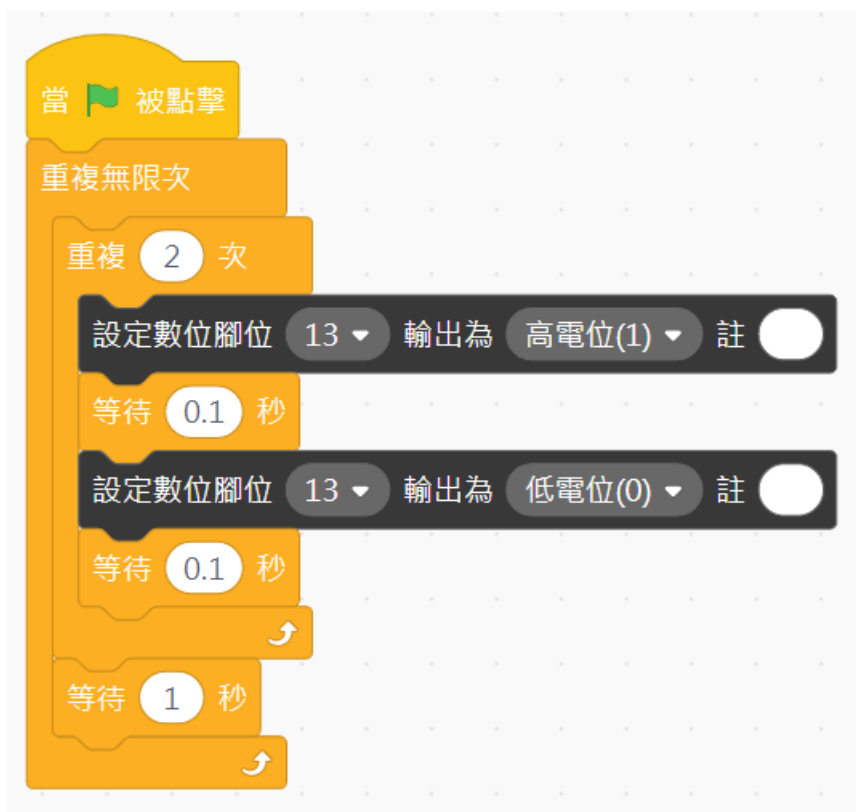 當 被點擊
重複無限次
重複 2 次
設定數位腳位 13 輸出為 高電位(1) 註
等待 0.1 秒
設定數位腳位 13 輸出為 低電位(0) 註
等待 0.1 秒
等待 1 秒